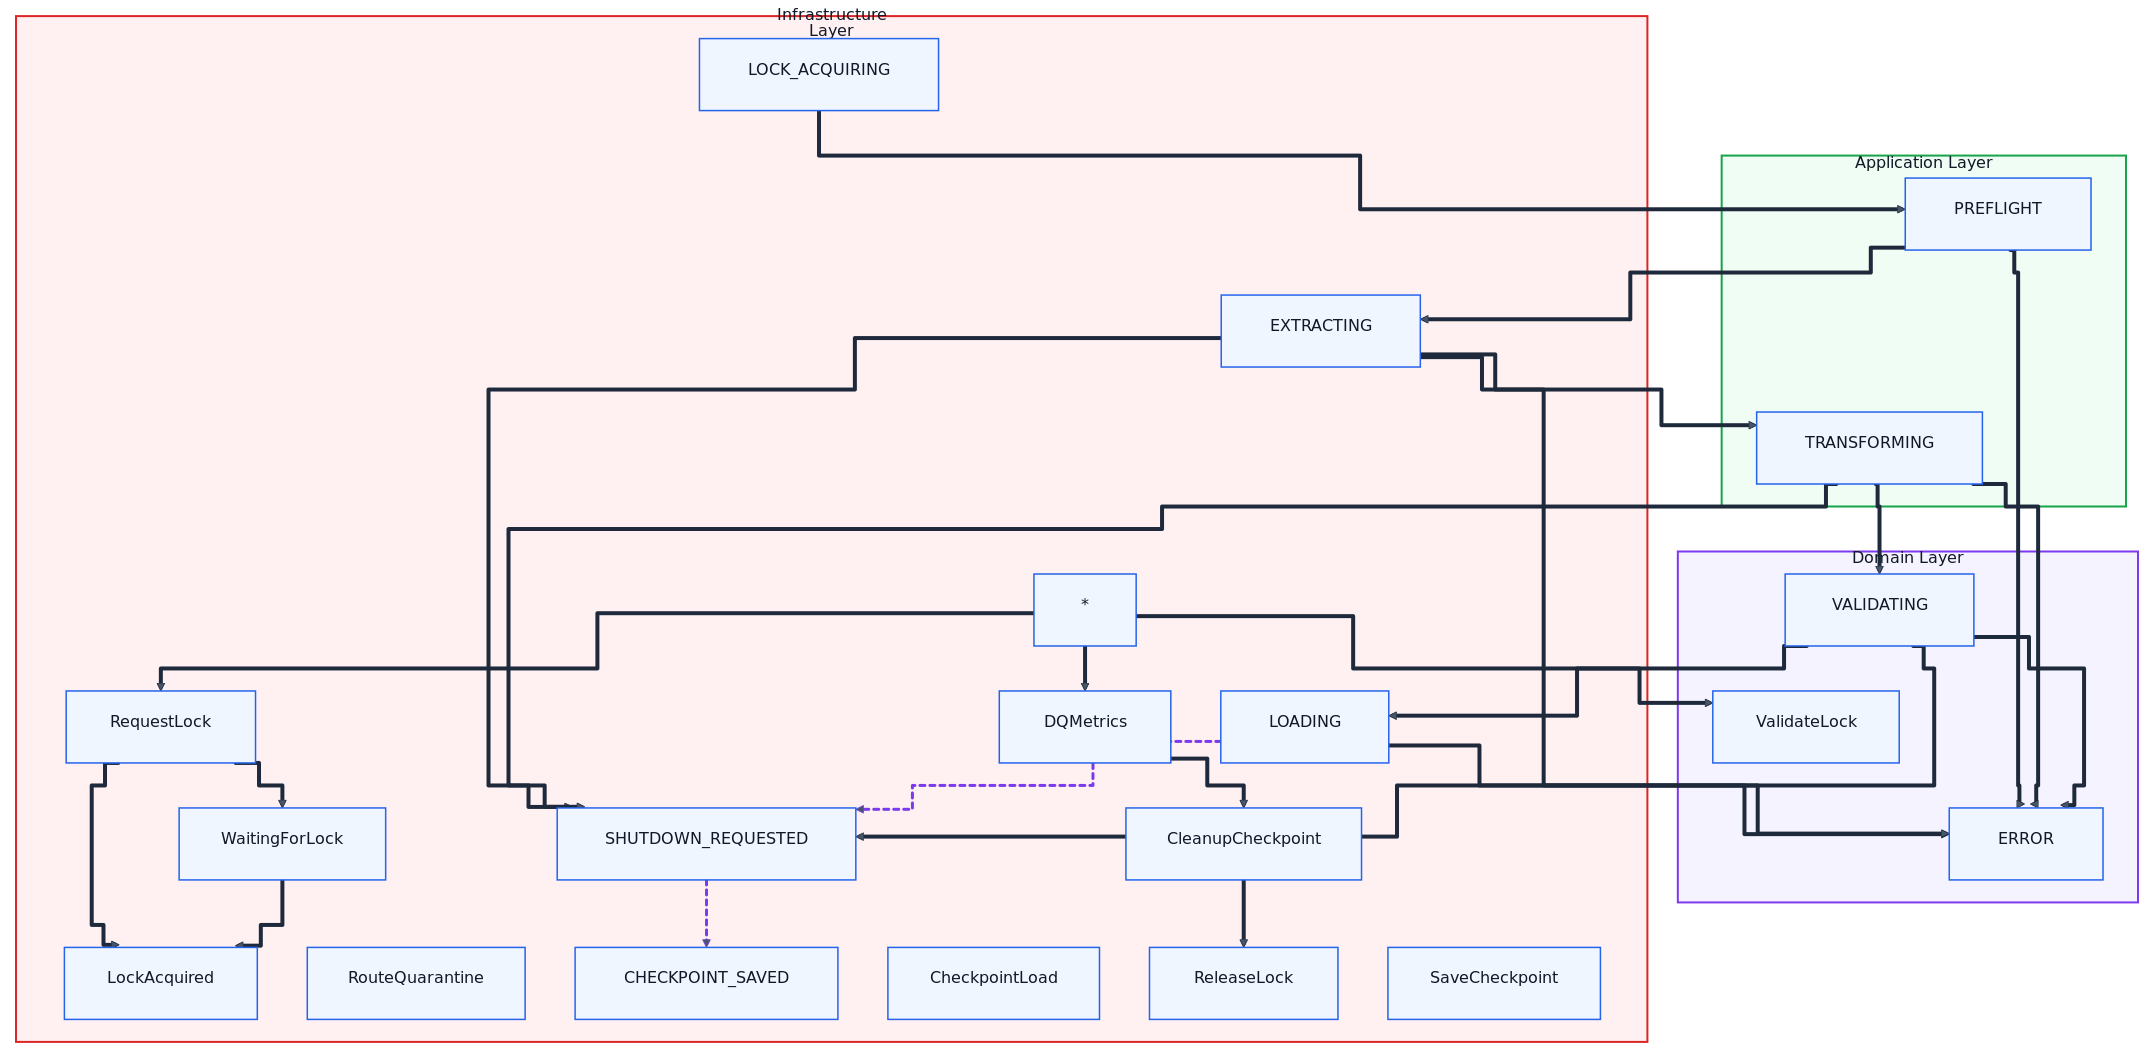 Infrastructure
Layer
LOCK_ACQUIRING
Application Layer
PREFLIGHT
EXTRACTING
TRANSFORMING
Domain Layer
*
VALIDATING
RequestLock
DQMetrics
LOADING
ValidateLock
WaitingForLock
SHUTDOWN_REQUESTED
CleanupCheckpoint
ERROR
LockAcquired
RouteQuarantine
CHECKPOINT_SAVED
CheckpointLoad
ReleaseLock
SaveCheckpoint